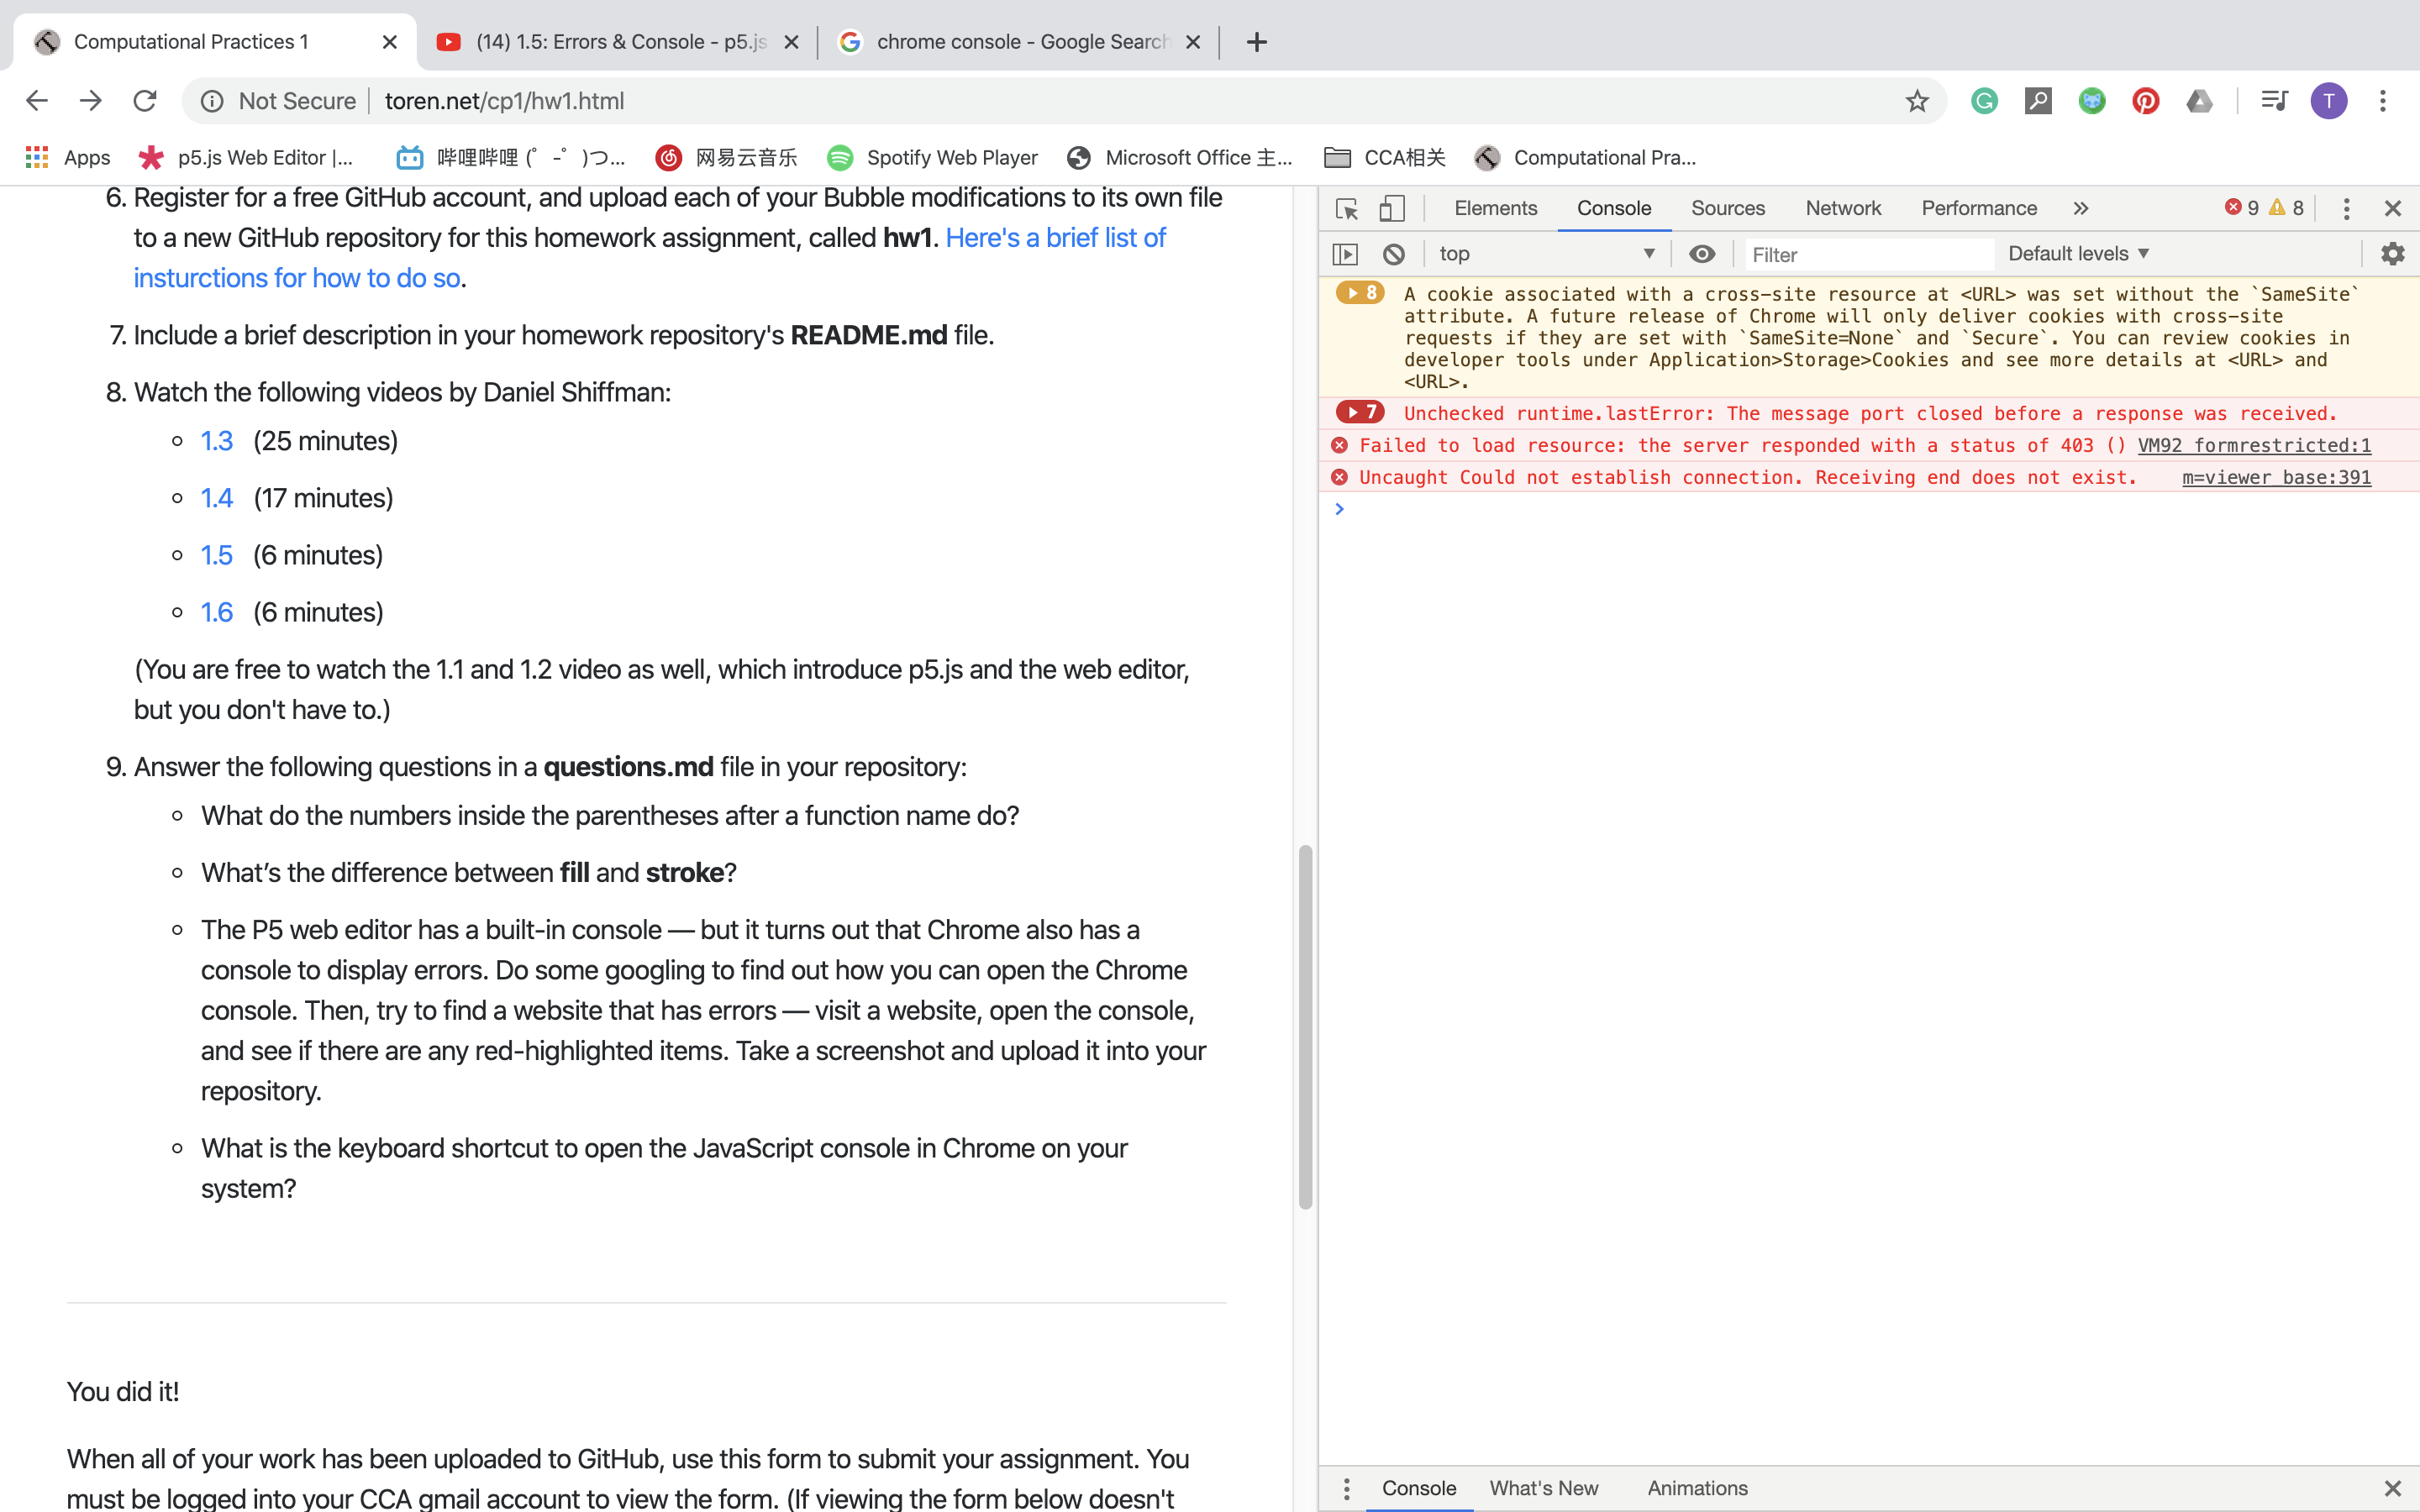 Computational Practices 1
(14) 1.5: Errors & Console - p5.js
chrome console - Google Search
Not Secure
toren.net/cp1/hw1.html
T
Apps
p5.js Web Editor |...
哔哩哔哩 (゜-゜)つ...
网易云音乐
Spotify Web Player
Microsoft Office 主...
CCA相关
Computational Pra...
6. Register for a free GitHub account, and upload each of your Bubble modifications to its own file
to a new GitHub repository for this homework assignment, called hw1. Here's a brief list of
insturctions for how to do so.
7. Include a brief description in your homework repository's README.md file.
8. Watch the following videos by Daniel Shiffman:
1.3 (25 minutes)
1.4 (17 minutes)
1.5 (6 minutes)
1.6 (6 minutes)
(You are free to watch the 1.1 and 1.2 video as well, which introduce p5.js and the web editor,
but you don't have to.)
9. Answer the following questions in a questions.md file in your repository:
What do the numbers inside the parentheses after a function name do?
What’s the difference between fill and stroke?
The P5 web editor has a built-in console — but it turns out that Chrome also has a
console to display errors. Do some googling to find out how you can open the Chrome
console. Then, try to find a website that has errors — visit a website, open the console,
and see if there are any red-highlighted items. Take a screenshot and upload it into your
repository.
What is the keyboard shortcut to open the JavaScript console in Chrome on your
system?
You did it!
When all of your work has been uploaded to GitHub, use this form to submit your assignment. You
must be logged into your CCA gmail account to view the form. (If viewing the form below doesn't
Elements
Console
Sources
Network
Performance
»
9
8
top
Filter
Default levels
8 A cookie associated with a cross-site resource at <URL> was set without the `SameSite`
attribute. A future release of Chrome will only deliver cookies with cross-site
requests if they are set with `SameSite=None` and `Secure`. You can review cookies in
developer tools under Application>Storage>Cookies and see more details at <URL> and
<URL>.
7 Unchecked runtime.lastError: The message port closed before a response was received.
Failed to load resource: the server responded with a status of 403 () VM92 formrestricted:1
Uncaught Could not establish connection. Receiving end does not exist. m=viewer_base:391
Console
What's New
Animations